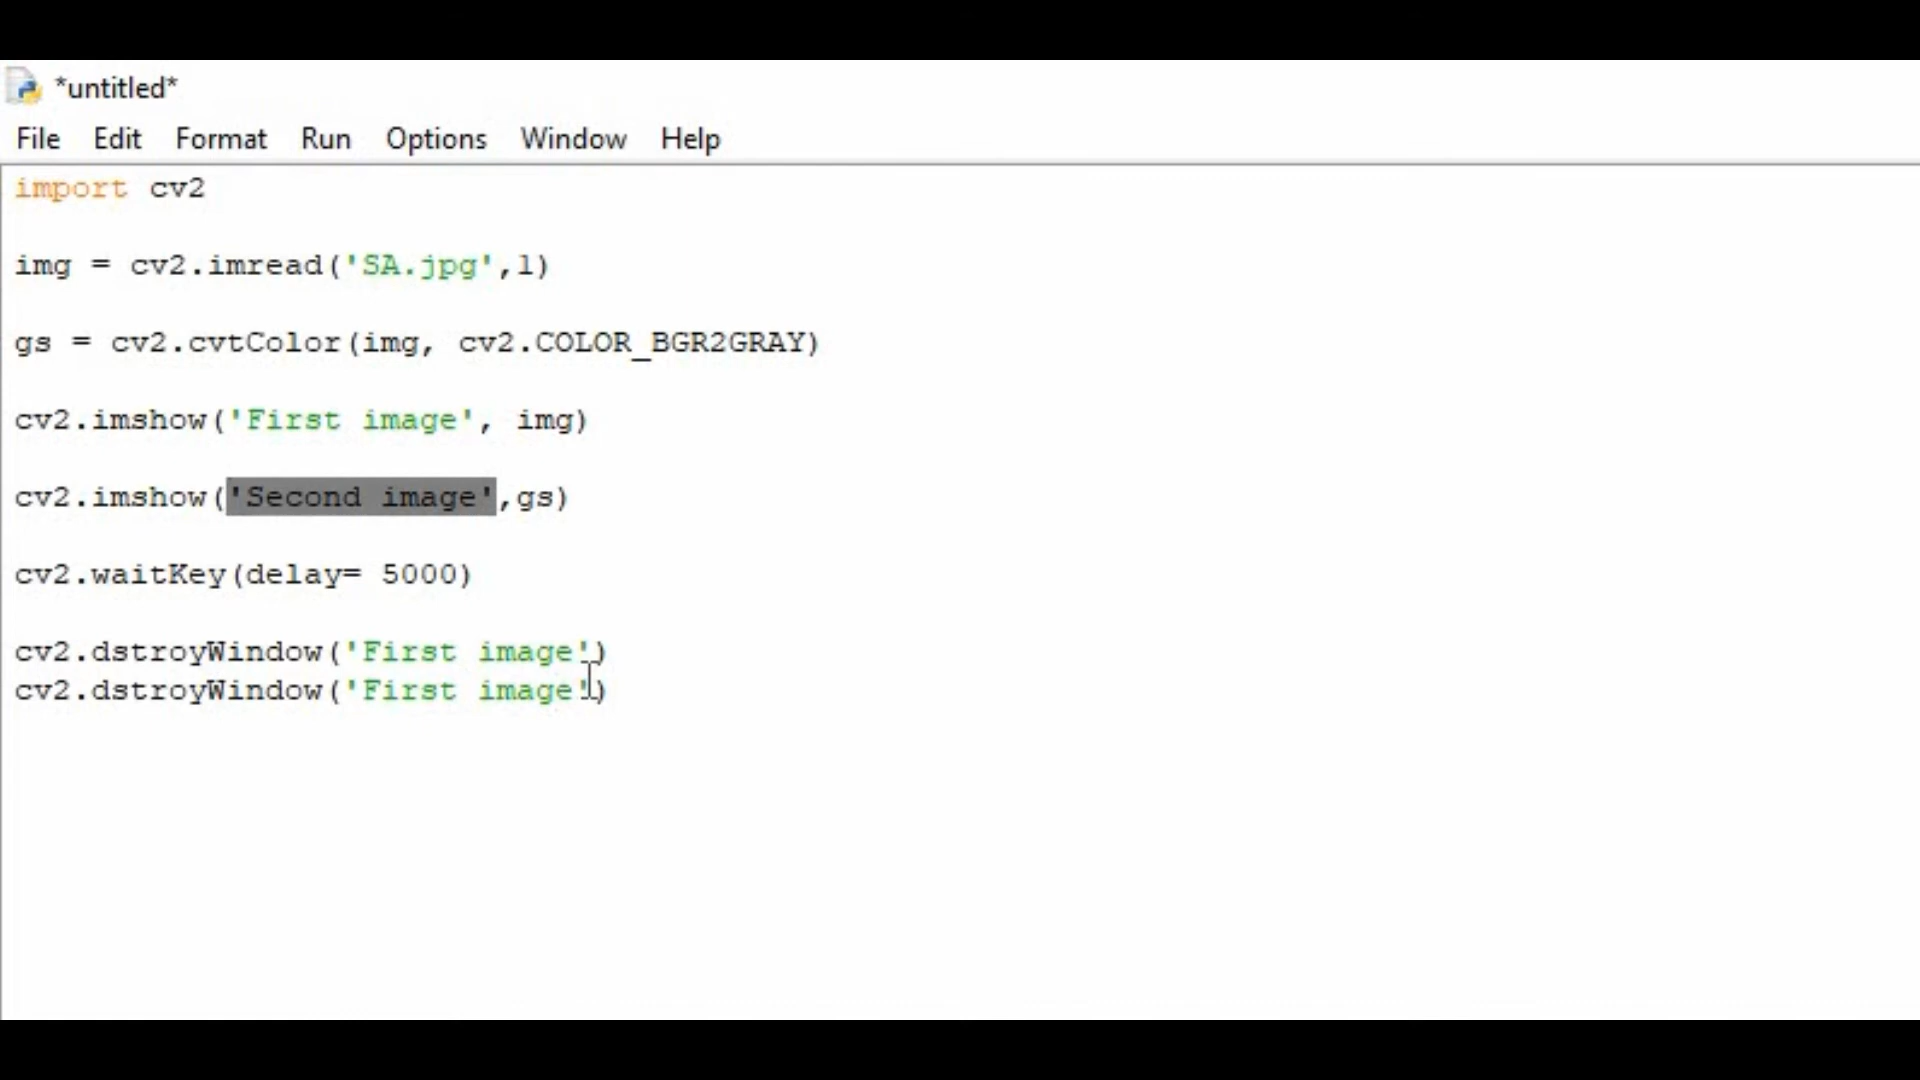 *untitled*
File Edit Format Run Options Window Help
import cv2
img = cv2.imread('SA.jpg',1)
gs = cv2.cvtColor(img, cv2.COLOR_BGR2GRAY)
cv2.imshow('First image', img)
cv2.imshow('Second image',gs)
cv2.waitKey(delay= 5000)
cv2.dstroyWindow('First image')
cv2.dstroyWindow('First image')